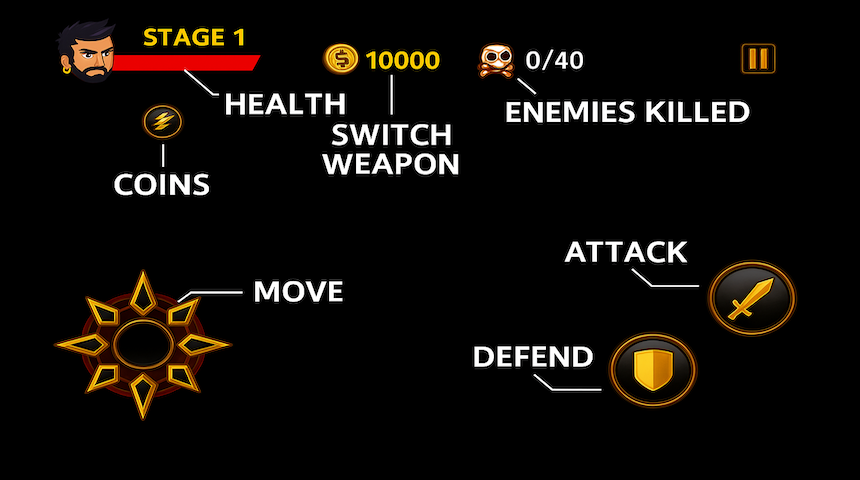 STAGE 1
10000
0/40
HEALTH
ENEMIES KILLED
SWITCH
WEAPON
COINS
ATTACK
MOVE
DEFEND